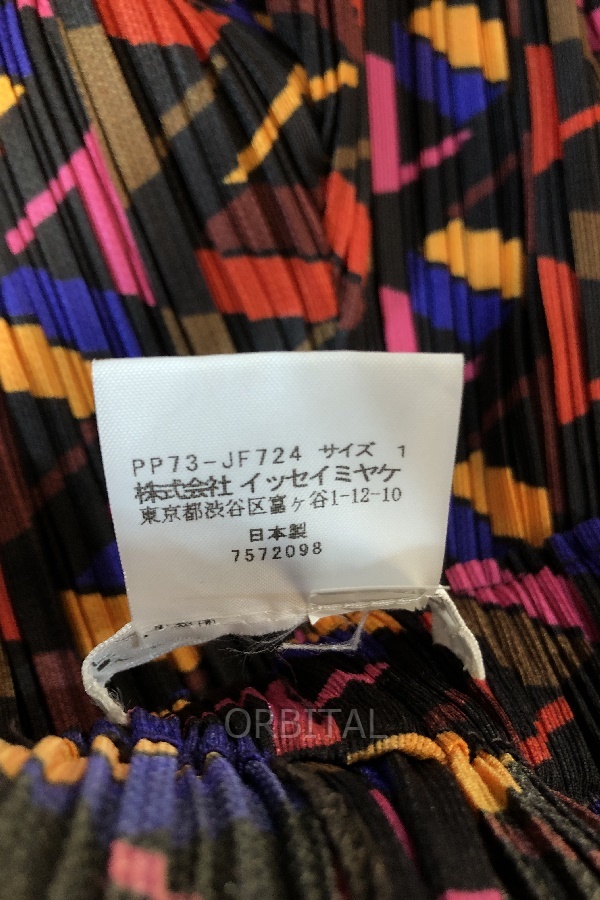 PP73-JF724 サイズ 1
株式会社 イッセイミヤケ
東京都渋谷区富ヶ谷1-12-10
日本製
7572098
ORBITAL